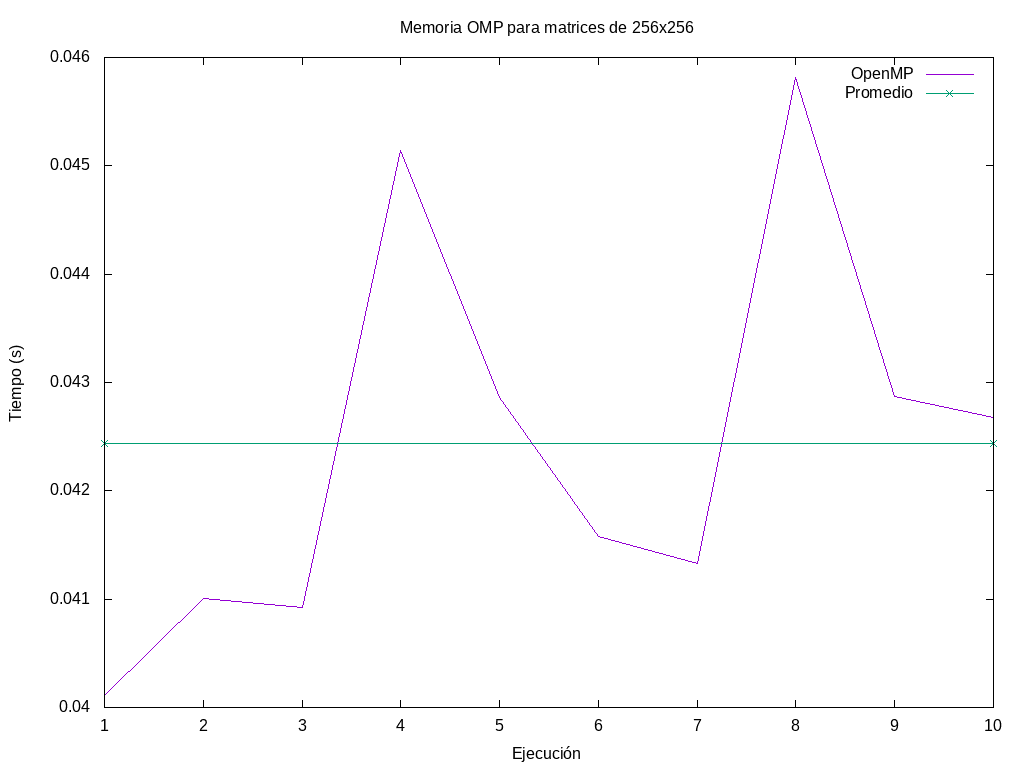 Memoria OMP para matrices de 256x256
OpenMP
Promedio
0.046
0.045
0.044
0.043
0.042
0.041
0.04
Tiempo (s)
1 2 3 4 5 6 7 8 9 10
Ejecución